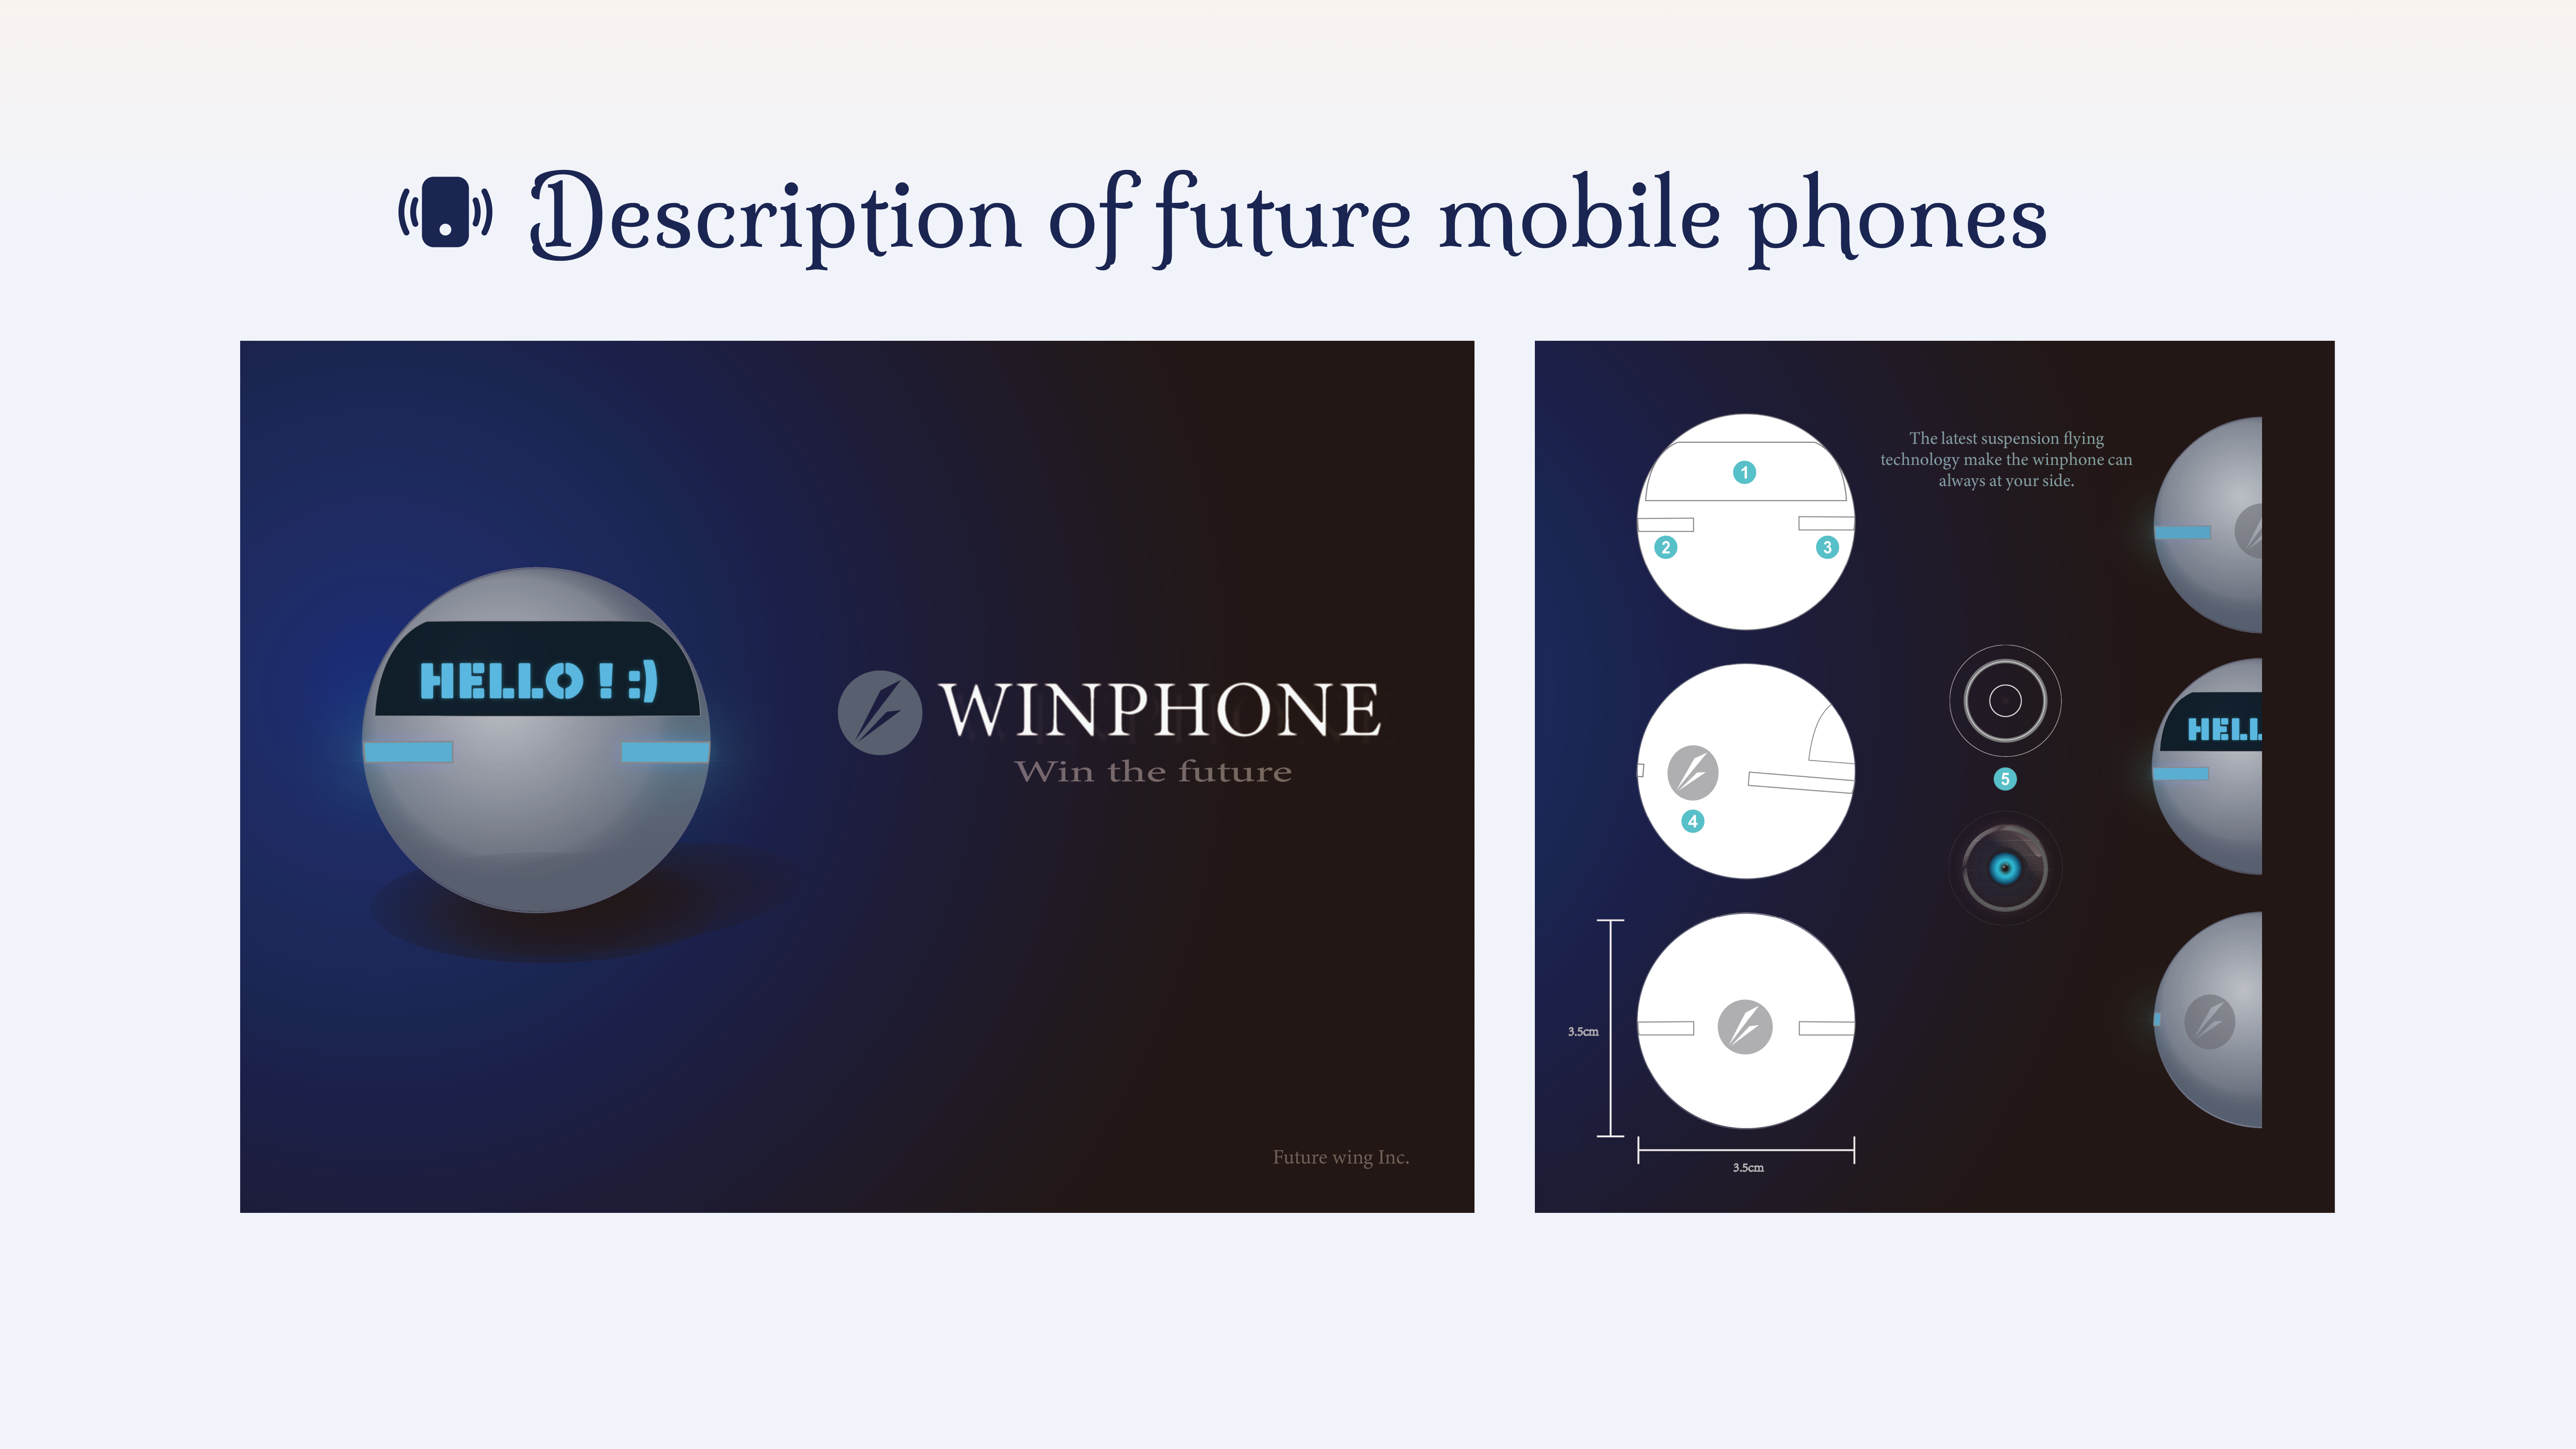 Description of future mobile phones
HELLO ! :)
WINPHONE
Win the future
Future wing Inc.
The latest suspension flying
technology make the winphone can
always at your side.
1
2
3
4
5
HELL
3.5cm
3.5cm